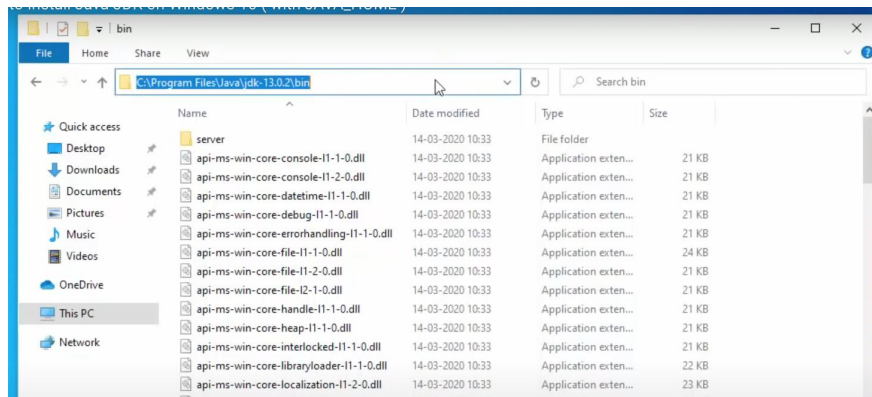 to install Java JDK on Windows 10 ( with JAVA_HOME )
bin
File Home Share View
C:\Program Files\Java\jdk-13.0.2\bin
Search bin
Name Date modified Type Size
Quick access
Desktop
Downloads
Documents
Pictures
Music
Videos
OneDrive
This PC
Network
server 14-03-2020 10:33 File folder
api-ms-win-core-console-l1-1-0.dll 14-03-2020 10:33 Application exten... 21 KB
api-ms-win-core-console-l1-2-0.dll 14-03-2020 10:33 Application exten... 21 KB
api-ms-win-core-datetime-l1-1-0.dll 14-03-2020 10:33 Application exten... 21 KB
api-ms-win-core-debug-l1-1-0.dll 14-03-2020 10:33 Application exten... 21 KB
api-ms-win-core-errorhandling-l1-1-0.dll 14-03-2020 10:33 Application exten... 21 KB
api-ms-win-core-file-l1-1-0.dll 14-03-2020 10:33 Application exten... 24 KB
api-ms-win-core-file-l1-2-0.dll 14-03-2020 10:33 Application exten... 21 KB
api-ms-win-core-file-l2-1-0.dll 14-03-2020 10:33 Application exten... 21 KB
api-ms-win-core-handle-l1-1-0.dll 14-03-2020 10:33 Application exten... 21 KB
api-ms-win-core-heap-l1-1-0.dll 14-03-2020 10:33 Application exten... 21 KB
api-ms-win-core-interlocked-l1-1-0.dll 14-03-2020 10:33 Application exten... 21 KB
api-ms-win-core-libraryloader-l1-1-0.dll 14-03-2020 10:33 Application exten... 22 KB
api-ms-win-core-localization-l1-2-0.dll 14-03-2020 10:33 Application exten... 23 KB